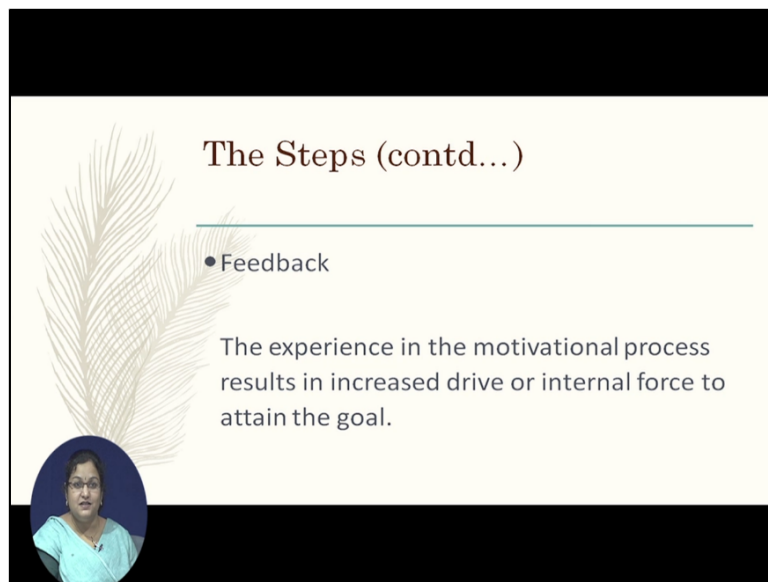 The Steps (contd...)
•Feedback
The experience in the motivational process
results in increased drive or internal force to
attain the goal.